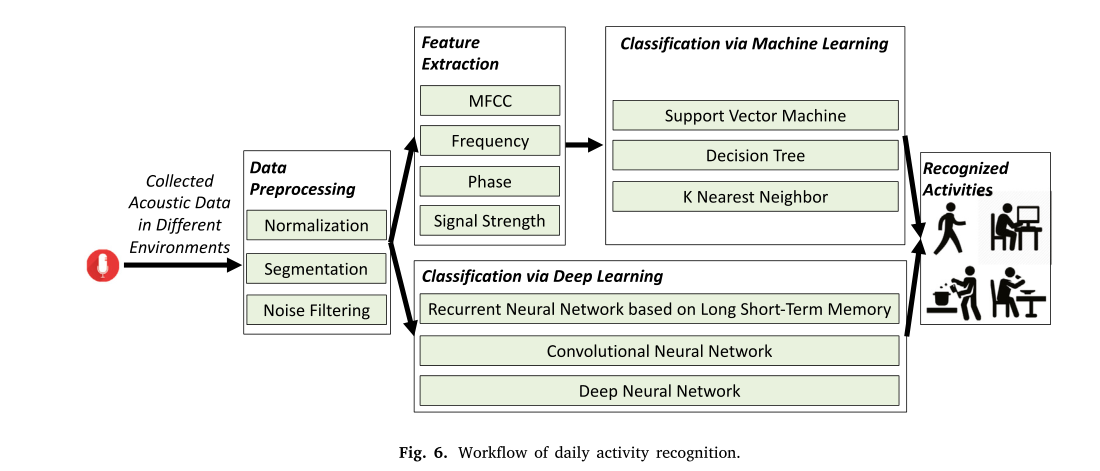 Collected
Acoustic Data
in Different
Environments
Data
Preprocessing
Normalization
Segmentation
Noise Filtering
Feature
Extraction
MFCC
Frequency
Phase
Signal Strength
Classification via Machine Learning
Support Vector Machine
Decision Tree
K Nearest Neighbor
Classification via Deep Learning
Recurrent Neural Network based on Long Short-Term Memory
Convolutional Neural Network
Deep Neural Network
Recognized
Activities
Fig. 6. Workflow of daily activity recognition.